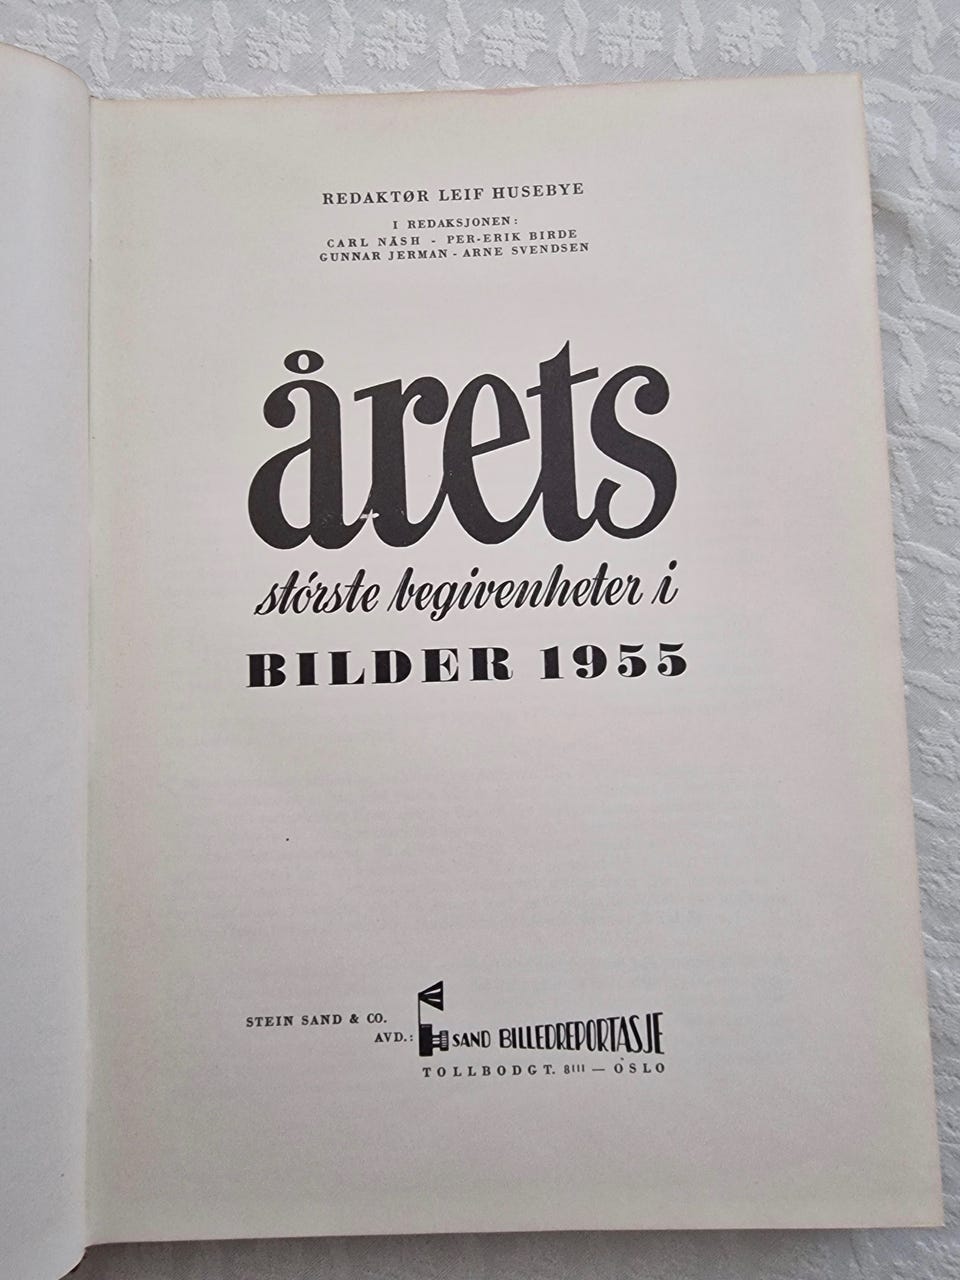 REDAKTØR LEIF HUSEBYE
I REDAKSJONEN:
CARL NÄSH - PER-ERIK BIRDE
GUNNAR JERMAN - ARNE SVENDSEN
årets
største begivenheter i
BILDER 1955
STEIN SAND & CO.
AVD.: SAND BILLEDREPORTASJE
TOLLBODGT. 8III — OSLO